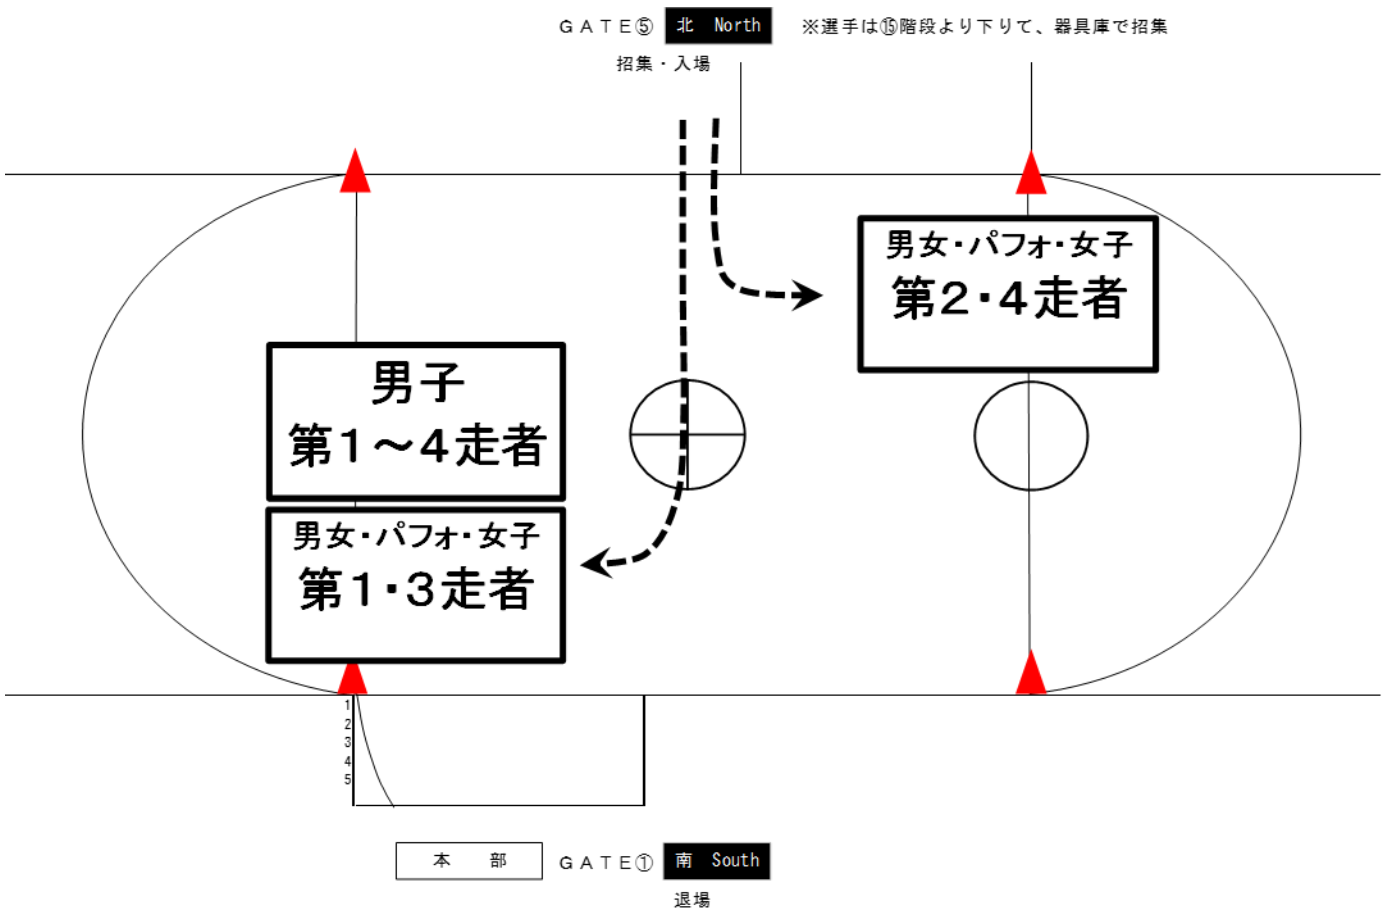 ＧＡＴＥ⑤ 北 North ※選手は⑮階段より下りて、器具庫で招集
招集・入場
男女・パフォ・女子
第２・４走者
男子
第１～４走者
男女・パフォ・女子
第１・３走者
1
2
3
4
5
本 部 ＧＡＴＥ① 南 South
退場